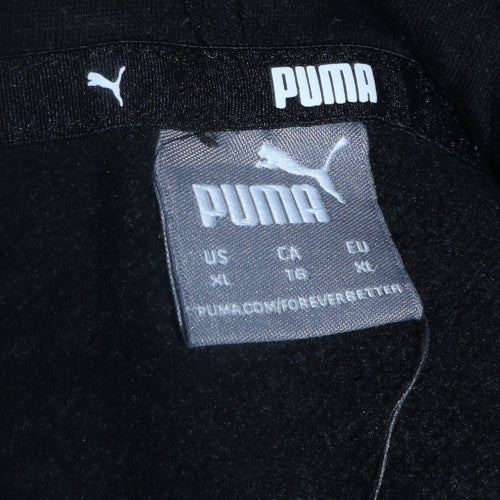 PUMA
PUMA
US CA EU
XL TG XL
PUMA.COM/FOREVERBETTER